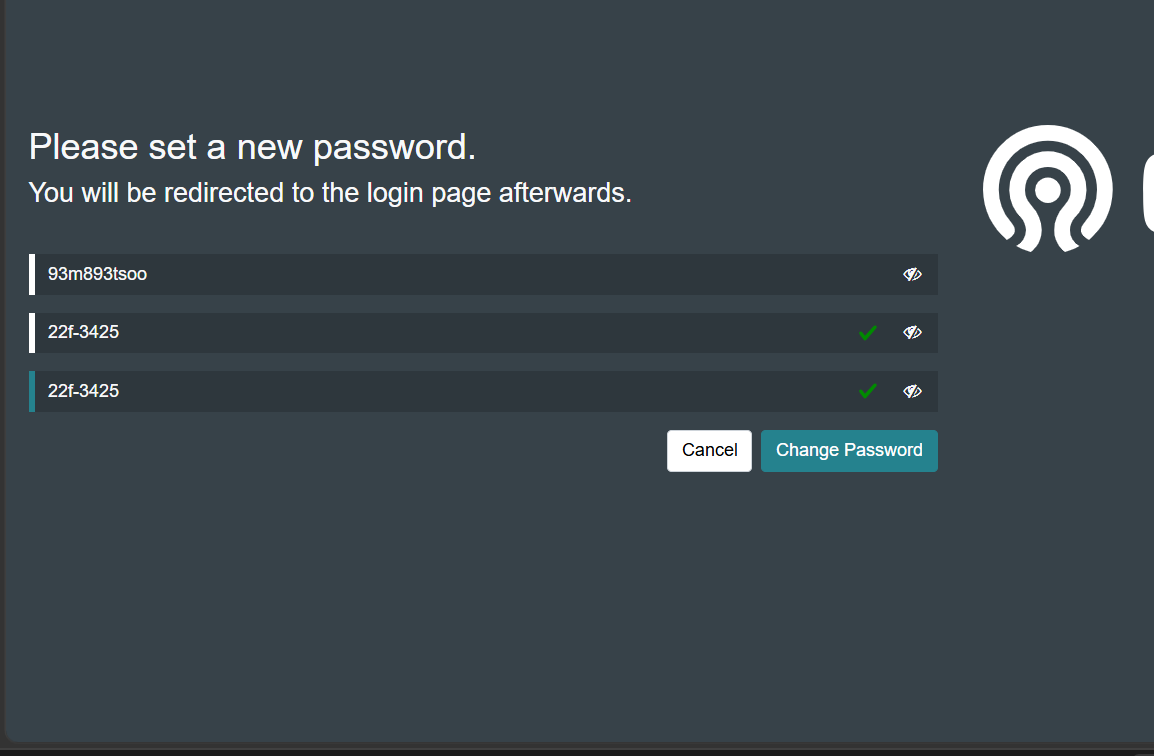 Please set a new password.
You will be redirected to the login page afterwards.
93m893tsoo
22f-3425
22f-3425
Cancel Change Password